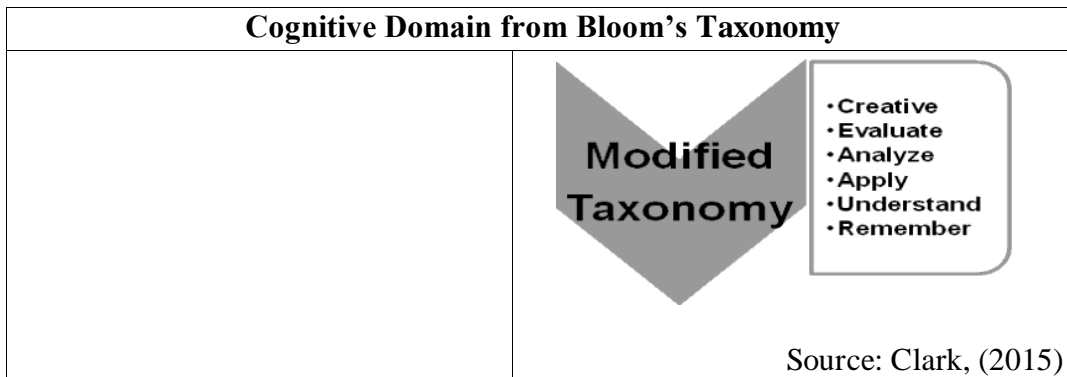 Cognitive Domain from Bloom's Taxonomy
Modified
Taxonomy
•Creative
•Evaluate
•Analyze
•Apply
•Understand
•Remember
Source: Clark, (2015)